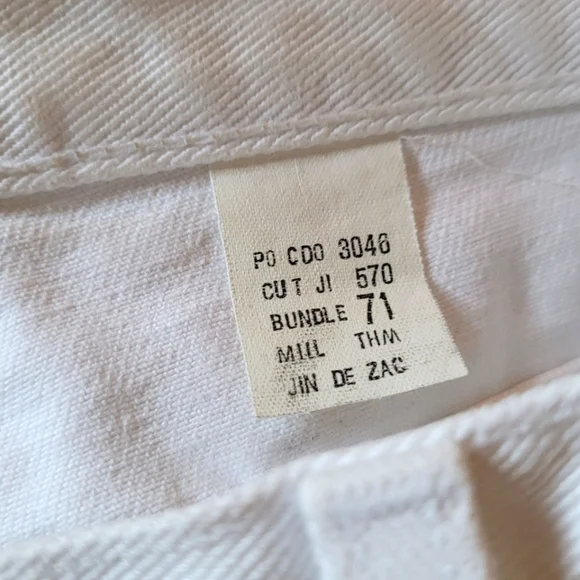 PO CDO 3046
CUT JI 570
BUNDLE 71
MILL THM
JIN DE ZAC